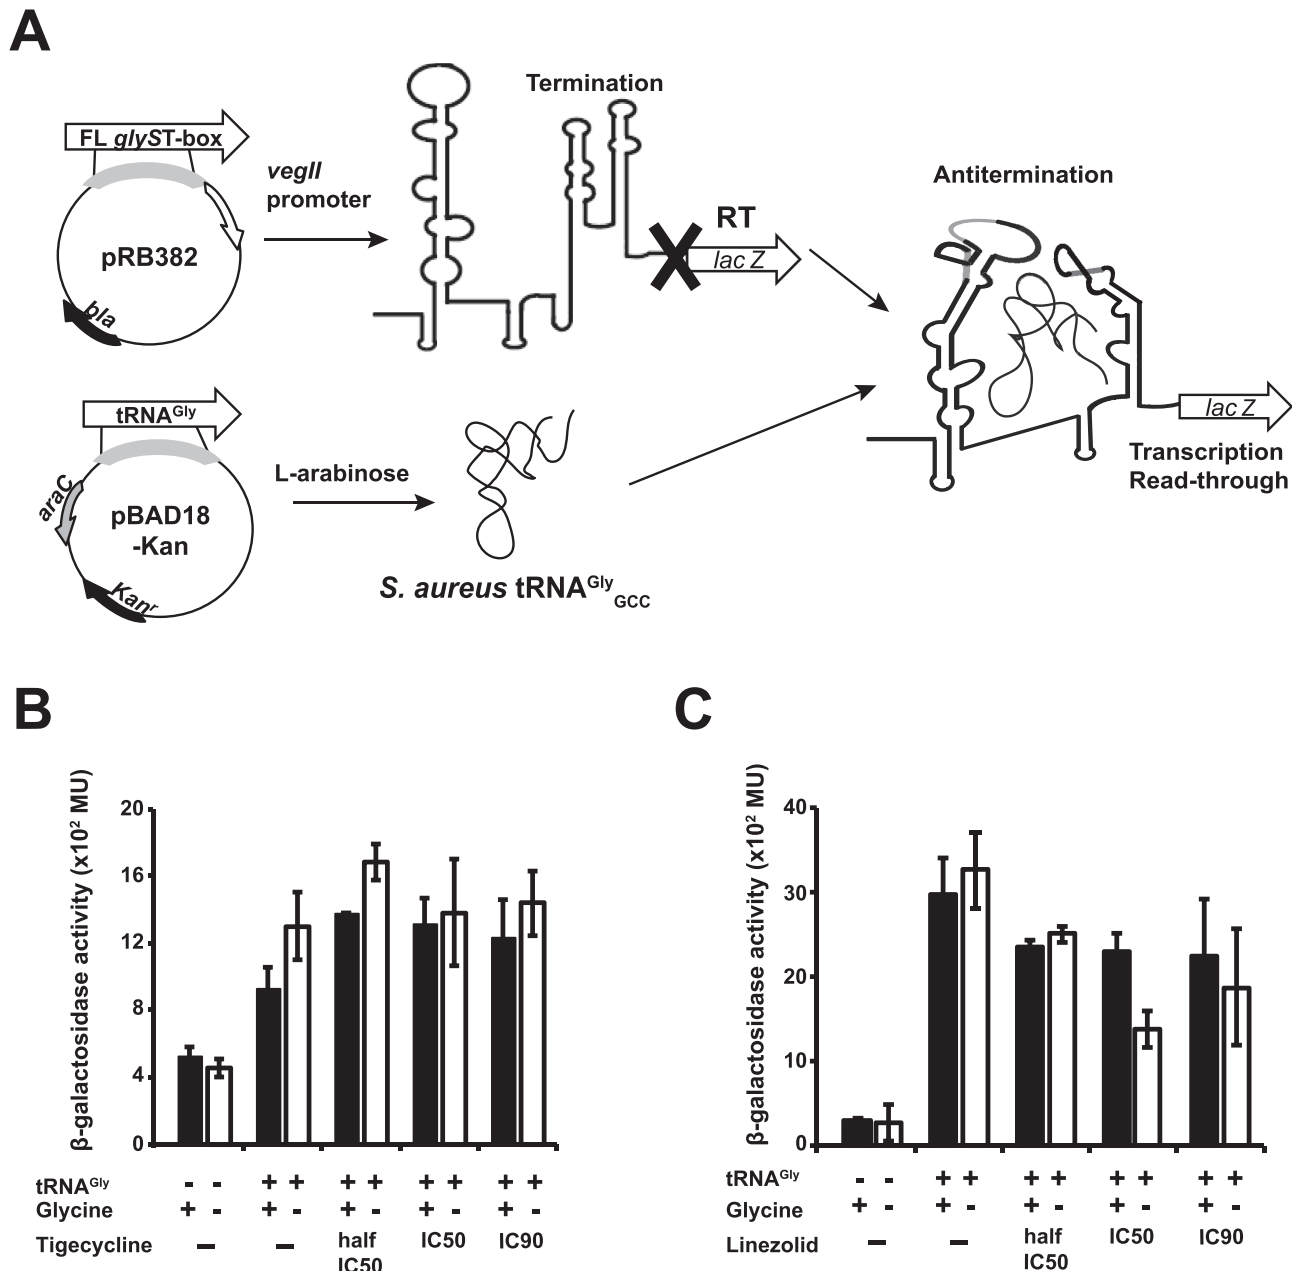 A
Termination
FL glyS T-box
vegII
promoter
Antitermination
RT
pRB382
lac Z
bla
tRNAGly
lac Z
L-arabinose
Transcription
Read-through
araC
pBAD18
-Kan
Kanr
S. aureus tRNAGlyGCC
B
C
β-galactosidase activity (x10² MU)
20
16
12
8
4
0
tRNAGly - - + + + + + + + +
Glycine + - + - + - + - + -
Tigecycline – – half IC50 IC50 IC90
β-galactosidase activity (x10² MU)
40
30
20
10
0
tRNAGly - - + + + + + + + +
Glycine + - + - + - + - + -
Linezolid – – half IC50 IC50 IC90